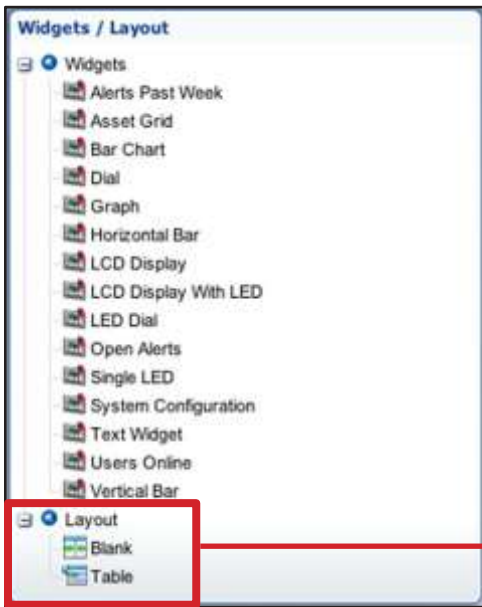 Widgets / Layout
Widgets
Alerts Past Week
Asset Grid
Bar Chart
Dial
Graph
Horizontal Bar
LCD Display
LCD Display With LED
LED Dial
Open Alerts
Single LED
System Configuration
Text Widget
Users Online
Vertical Bar
Layout
Blank
Table